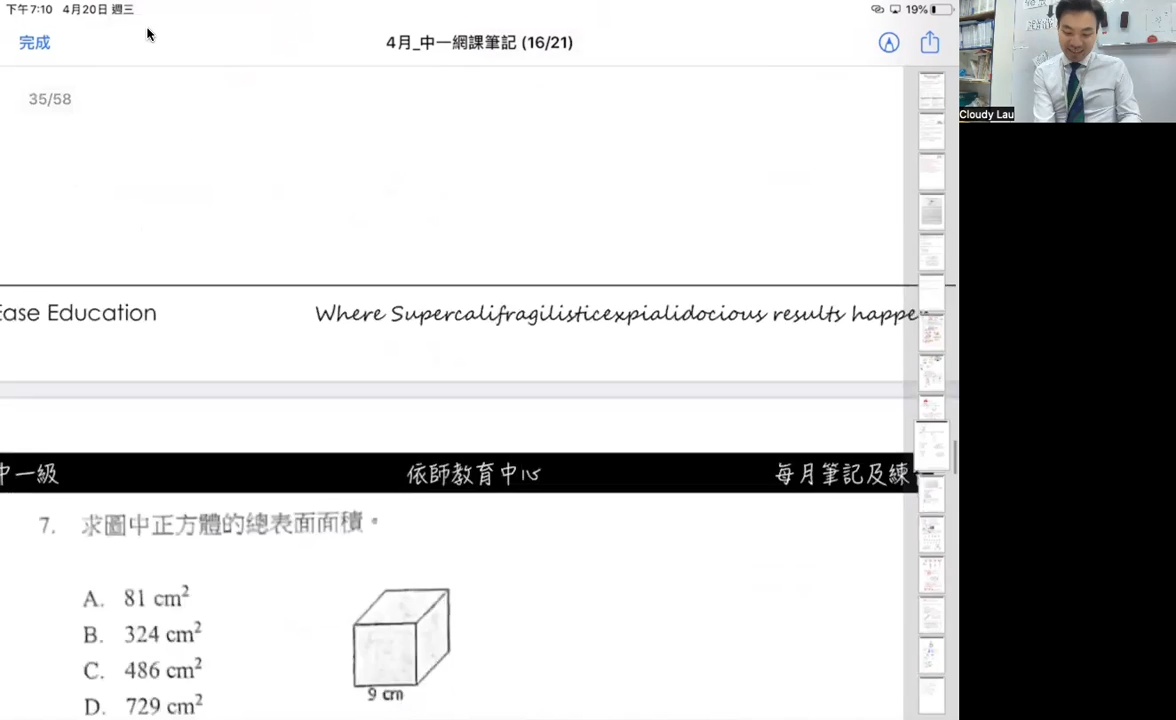 下午7:10 4月20日 週三
19%
完成
4月_中一網課筆記 (16/21)
Cloudy Lau
35/58
Ease Education
Where Supercalifragilisticexpialidocious results happe
中一級
依師教育中心
每月筆記及練
7. 求圖中正方體的總表面面積。
A. 81 cm²
B. 324 cm²
C. 486 cm²
D. 729 cm²
9 cm